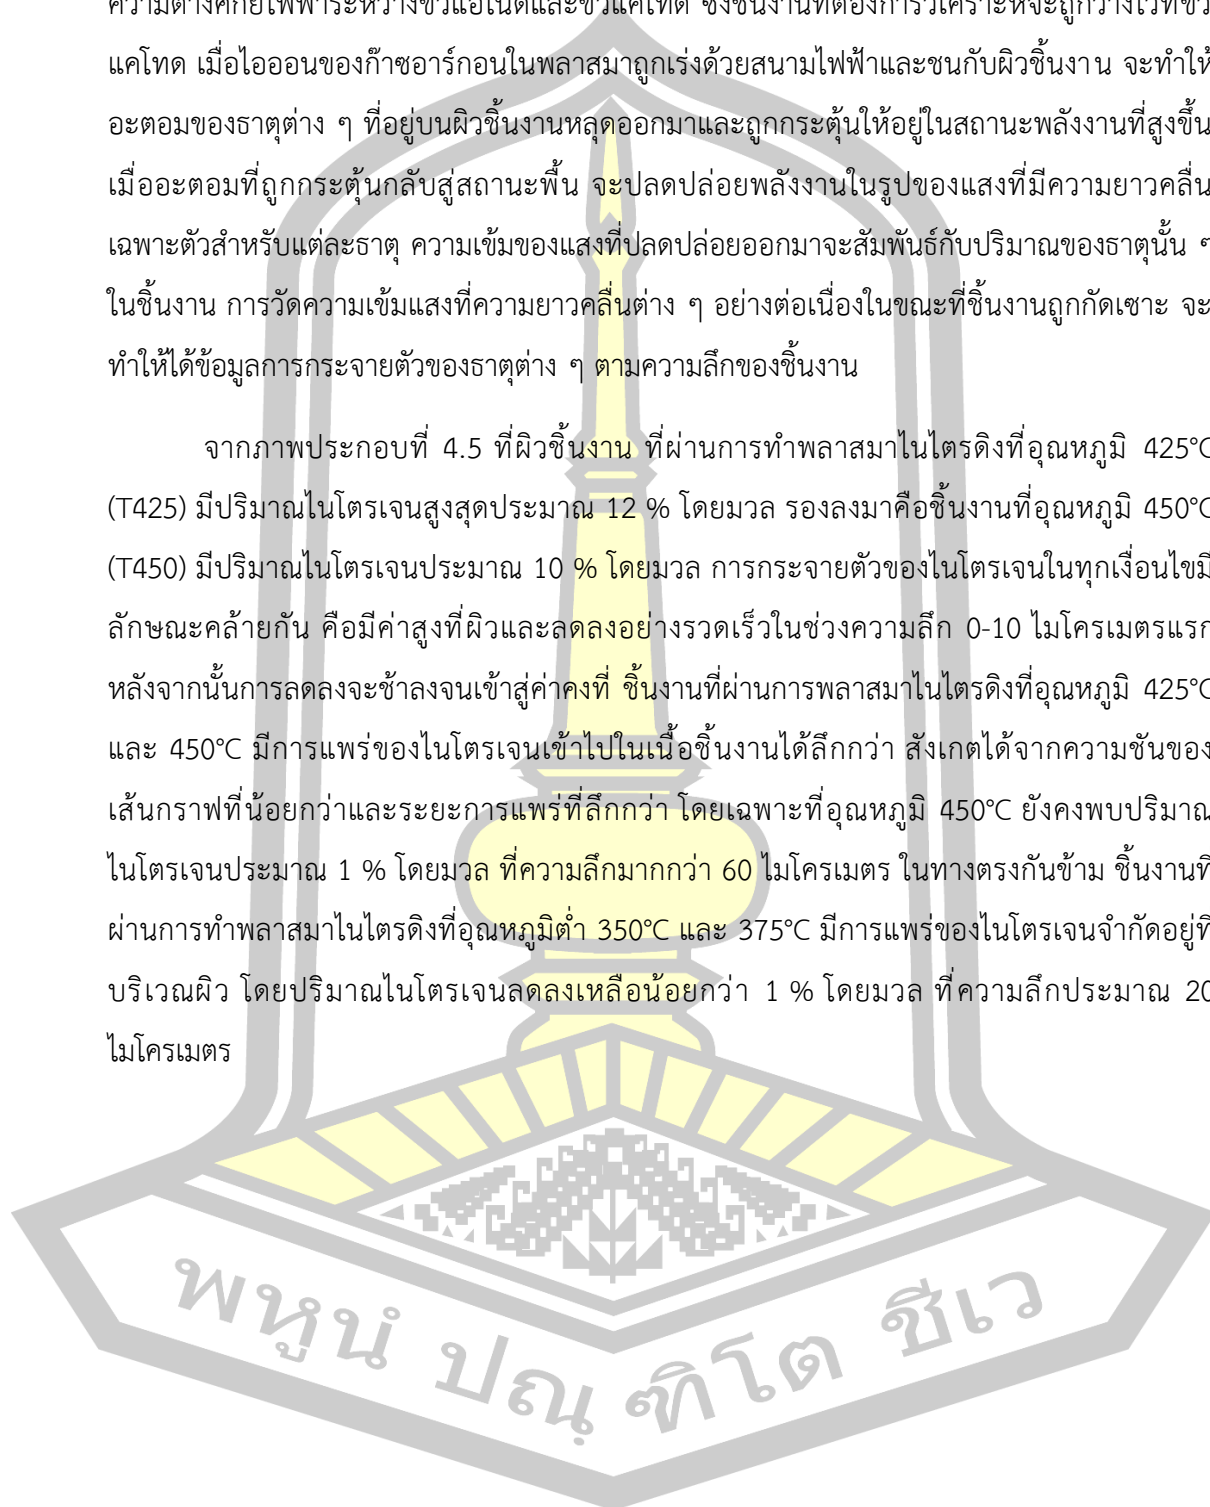 ความต่างศักย์ไฟฟ้าระหว่างขั้วแอโนดและขั้วแคโทด ซึ่งชิ้นงานที่ต้องการวิเคราะห์จะถูกวางไว้ที่ขั้ว
แคโทด เมื่อไอออนของก๊าซอาร์กอนในพลาสมาถูกเร่งด้วยสนามไฟฟ้าและชนกับผิวชิ้นงาน จะทำให้
อะตอมของธาตุต่าง ๆ ที่อยู่บนผิวชิ้นงานหลุดออกมาและถูกกระตุ้นให้อยู่ในสถานะพลังงานที่สูงขึ้น
เมื่ออะตอมที่ถูกกระตุ้นกลับสู่สถานะพื้น จะปลดปล่อยพลังงานในรูปของแสงที่มีความยาวคลื่น
เฉพาะตัวสำหรับแต่ละธาตุ ความเข้มของแสงที่ปลดปล่อยออกมาจะสัมพันธ์กับปริมาณของธาตุนั้น ๆ
ในชิ้นงาน การวัดความเข้มแสงที่ความยาวคลื่นต่าง ๆ อย่างต่อเนื่องในขณะที่ชิ้นงานถูกกัดเซาะ จะ
ทำให้ได้ข้อมูลการกระจายตัวของธาตุต่าง ๆ ตามความลึกของชิ้นงาน
จากภาพประกอบที่ 4.5 ที่ผิวชิ้นงาน ที่ผ่านการทำพลาสมาไนไตรดิงที่อุณหภูมิ 425°C
(T425) มีปริมาณไนโตรเจนสูงสุดประมาณ 12 % โดยมวล รองลงมาคือชิ้นงานที่อุณหภูมิ 450°C
(T450) มีปริมาณไนโตรเจนประมาณ 10 % โดยมวล การกระจายตัวของไนโตรเจนในทุกเงื่อนไขมี
ลักษณะคล้ายกัน คือมีค่าสูงที่ผิวและลดลงอย่างรวดเร็วในช่วงความลึก 0-10 ไมโครเมตรแรก
หลังจากนั้นการลดลงจะช้าลงจนเข้าสู่ค่าคงที่ ชิ้นงานที่ผ่านการพลาสมาไนไตรดิงที่อุณหภูมิ 425°C
และ 450°C มีการแพร่ของไนโตรเจนเข้าไปในเนื้อชิ้นงานได้ลึกกว่า สังเกตได้จากความชันของ
เส้นกราฟที่น้อยกว่าและระยะการแพร่ที่ลึกกว่า โดยเฉพาะที่อุณหภูมิ 450°C ยังคงพบปริมาณ
ไนโตรเจนประมาณ 1 % โดยมวล ที่ความลึกมากกว่า 60 ไมโครเมตร ในทางตรงกันข้าม ชิ้นงานที่
ผ่านการทำพลาสมาไนไตรดิงที่อุณหภูมิต่ำ 350°C และ 375°C มีการแพร่ของไนโตรเจนจำกัดอยู่ที่
บริเวณผิว โดยปริมาณไนโตรเจนลดลงเหลือน้อยกว่า 1 % โดยมวล ที่ความลึกประมาณ 20
ไมโครเมตร
พหูนํ ปณฺฑิโต ชีเว